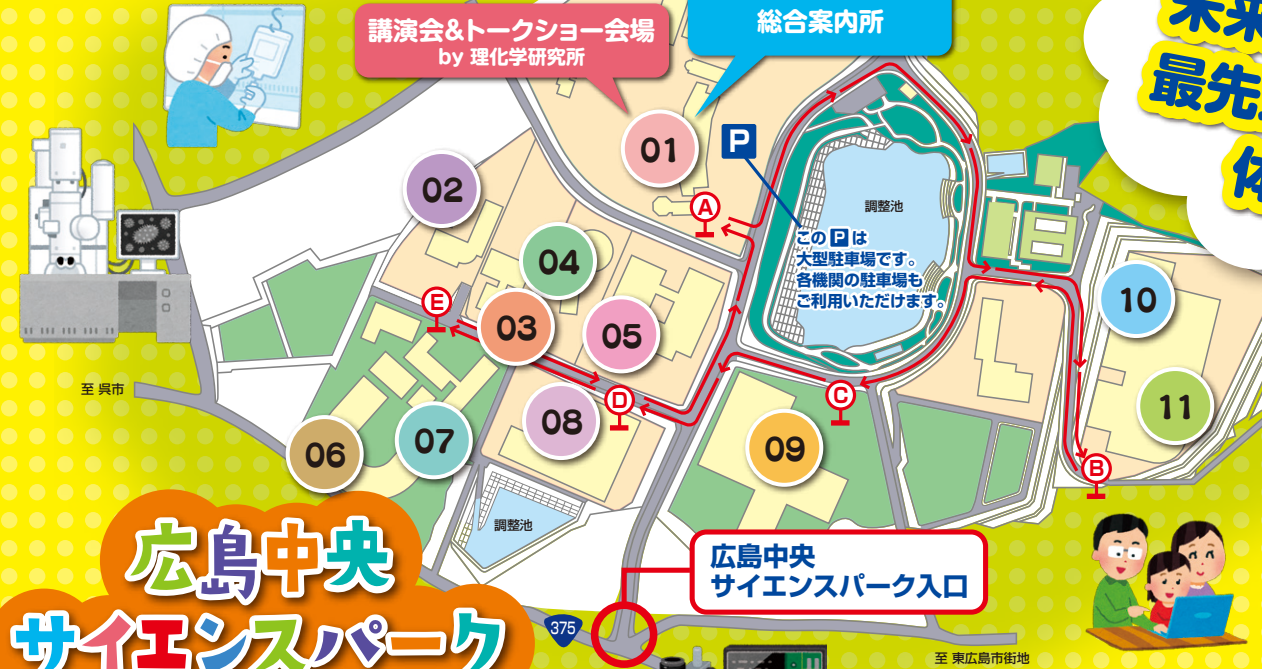 講演会&トークショー会場
by 理化学研究所
総合案内所
未来
最先
体
01
02
P
A
調整池
この P は
大型駐車場です。
各機関の駐車場も
ご利用いただけます。
04
10
E
03
05
至 呉市
D
C
08
11
07
06
09
B
調整池
広島中央
サイエンスパーク入口
広島中央
サイエンスパーク
375
至 東広島市街地